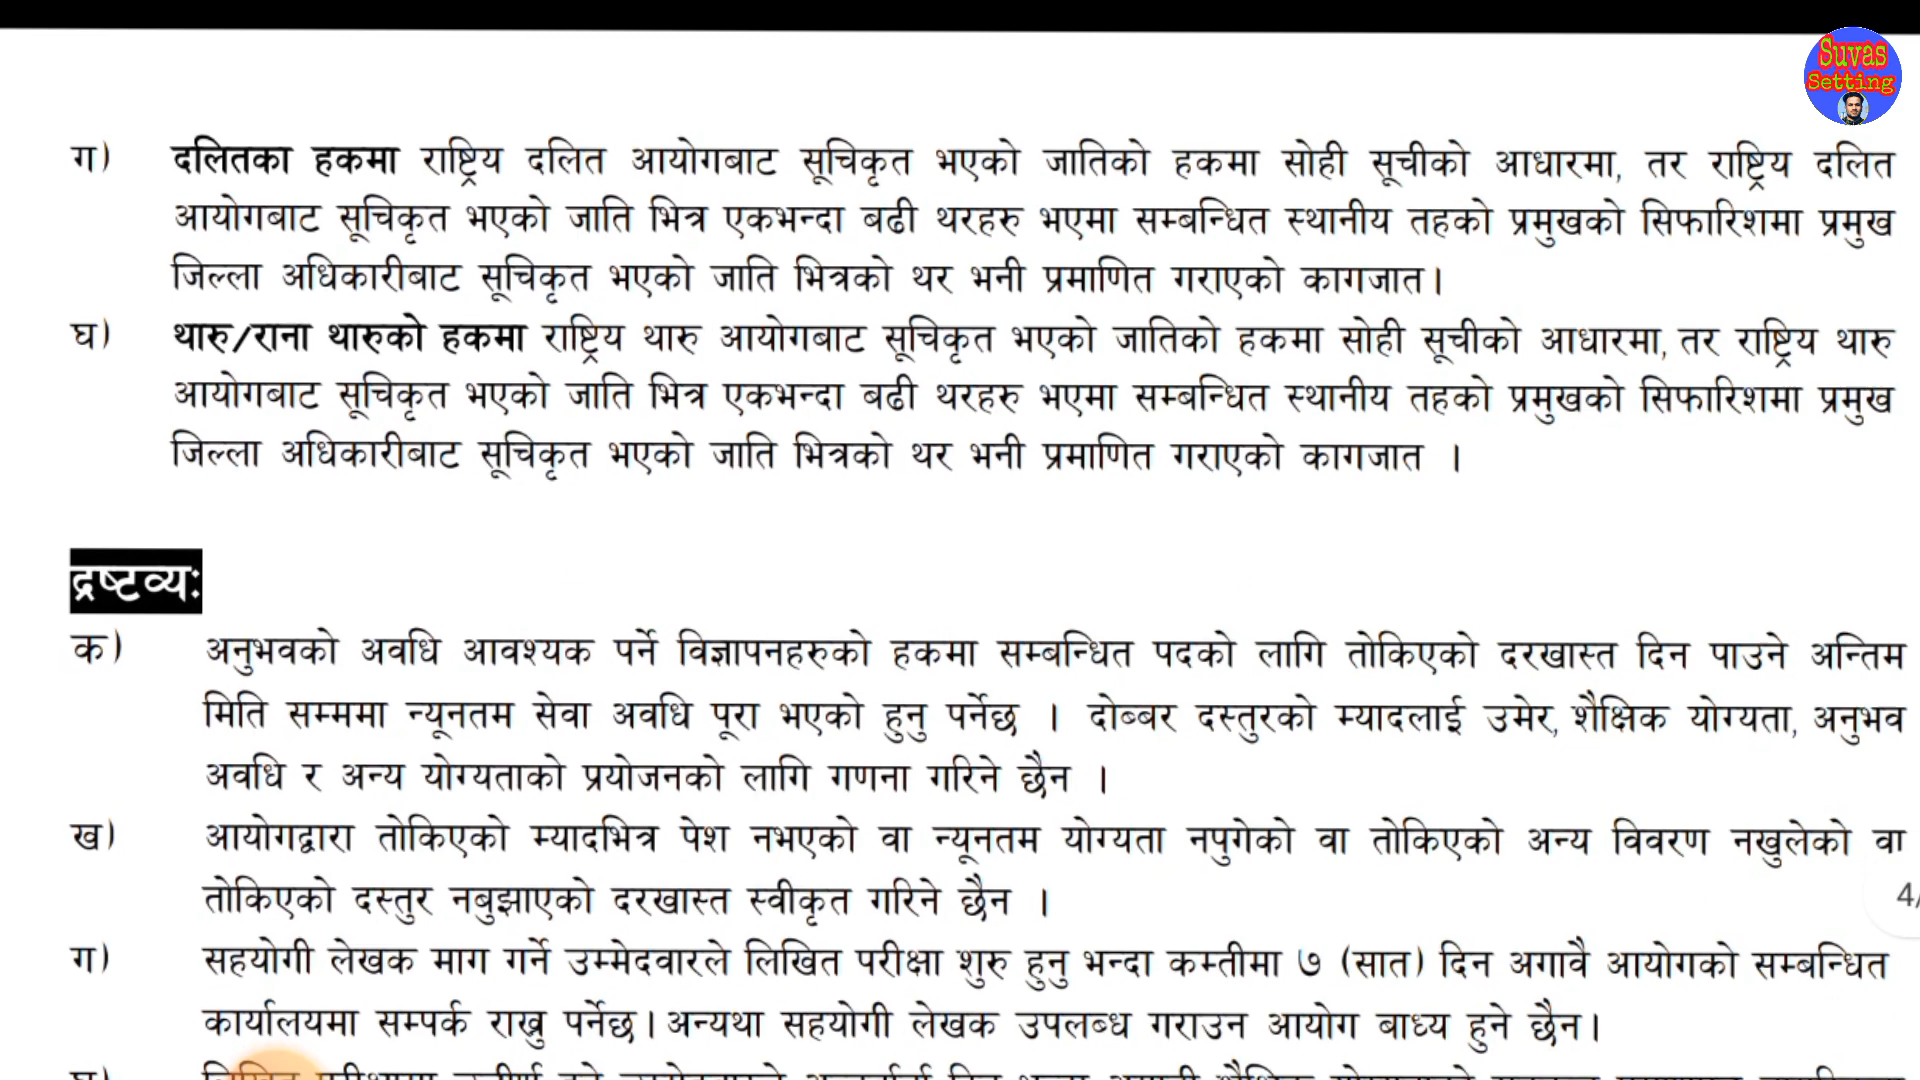 Suvas
Setting
ग) दलितका हकमा राष्ट्रिय दलित आयोगबाट सूचिकृत भएको जातिको हकमा सोही सूचीको आधारमा, तर राष्ट्रिय दलित
आयोगबाट सूचिकृत भएको जाति भित्र एकभन्दा बढी थरहरु भएमा सम्बन्धित स्थानीय तहको प्रमुखको सिफारिशमा प्रमुख
जिल्ला अधिकारीबाट सूचिकृत भएको जाति भित्रको थर भनी प्रमाणित गराएको कागजात।
घ) थारु/राना थारुको हकमा राष्ट्रिय थारु आयोगबाट सूचिकृत भएको जातिको हकमा सोही सूचीको आधारमा, तर राष्ट्रिय थारु
आयोगबाट सूचिकृत भएको जाति भित्र एकभन्दा बढी थरहरु भएमा सम्बन्धित स्थानीय तहको प्रमुखको सिफारिशमा प्रमुख
जिल्ला अधिकारीबाट सूचिकृत भएको जाति भित्रको थर भनी प्रमाणित गराएको कागजात ।
द्रष्टव्यः
क) अनुभवको अवधि आवश्यक पर्ने विज्ञापनहरुको हकमा सम्बन्धित पदको लागि तोकिएको दरखास्त दिन पाउने अन्तिम
मिति सम्ममा न्यूनतम सेवा अवधि पूरा भएको हुनु पर्नेछ । दोब्बर दस्तुरको म्यादलाई उमेर, शैक्षिक योग्यता, अनुभव
अवधि र अन्य योग्यताको प्रयोजनको लागि गणना गरिने छैन ।
ख) आयोगद्वारा तोकिएको म्यादभित्र पेश नभएको वा न्यूनतम योग्यता नपुगेको वा तोकिएको अन्य विवरण नखुलेको वा
तोकिएको दस्तुर नबुझाएको दरखास्त स्वीकृत गरिने छैन ।
4/
ग) सहयोगी लेखक माग गर्ने उम्मेदवारले लिखित परीक्षा शुरु हुनु भन्दा कम्तीमा ७ (सात) दिन अगावै आयोगको सम्बन्धित
कार्यालयमा सम्पर्क राख्नु पर्नेछ। अन्यथा सहयोगी लेखक उपलब्ध गराउन आयोग बाध्य हुने छैन।